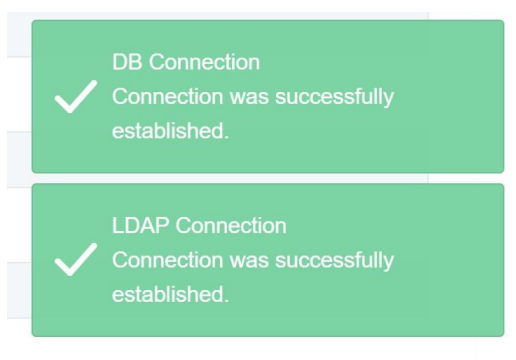 DB Connection
Connection was successfully
established.
LDAP Connection
Connection was successfully
established.